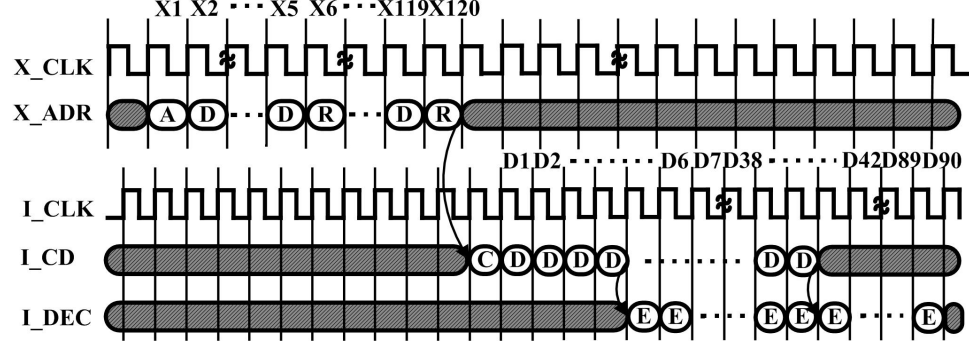 X1 X2 ····· X5 X6 ···· X119X120
X_CLK
X_ADR A D ···· D R ···· D R
D1D2 ··········· D6 D7D38 ········· D42D89D90
I_CLK
I_CD C D D D D ·········· D D
I_DEC E E ······ E E E ······ E